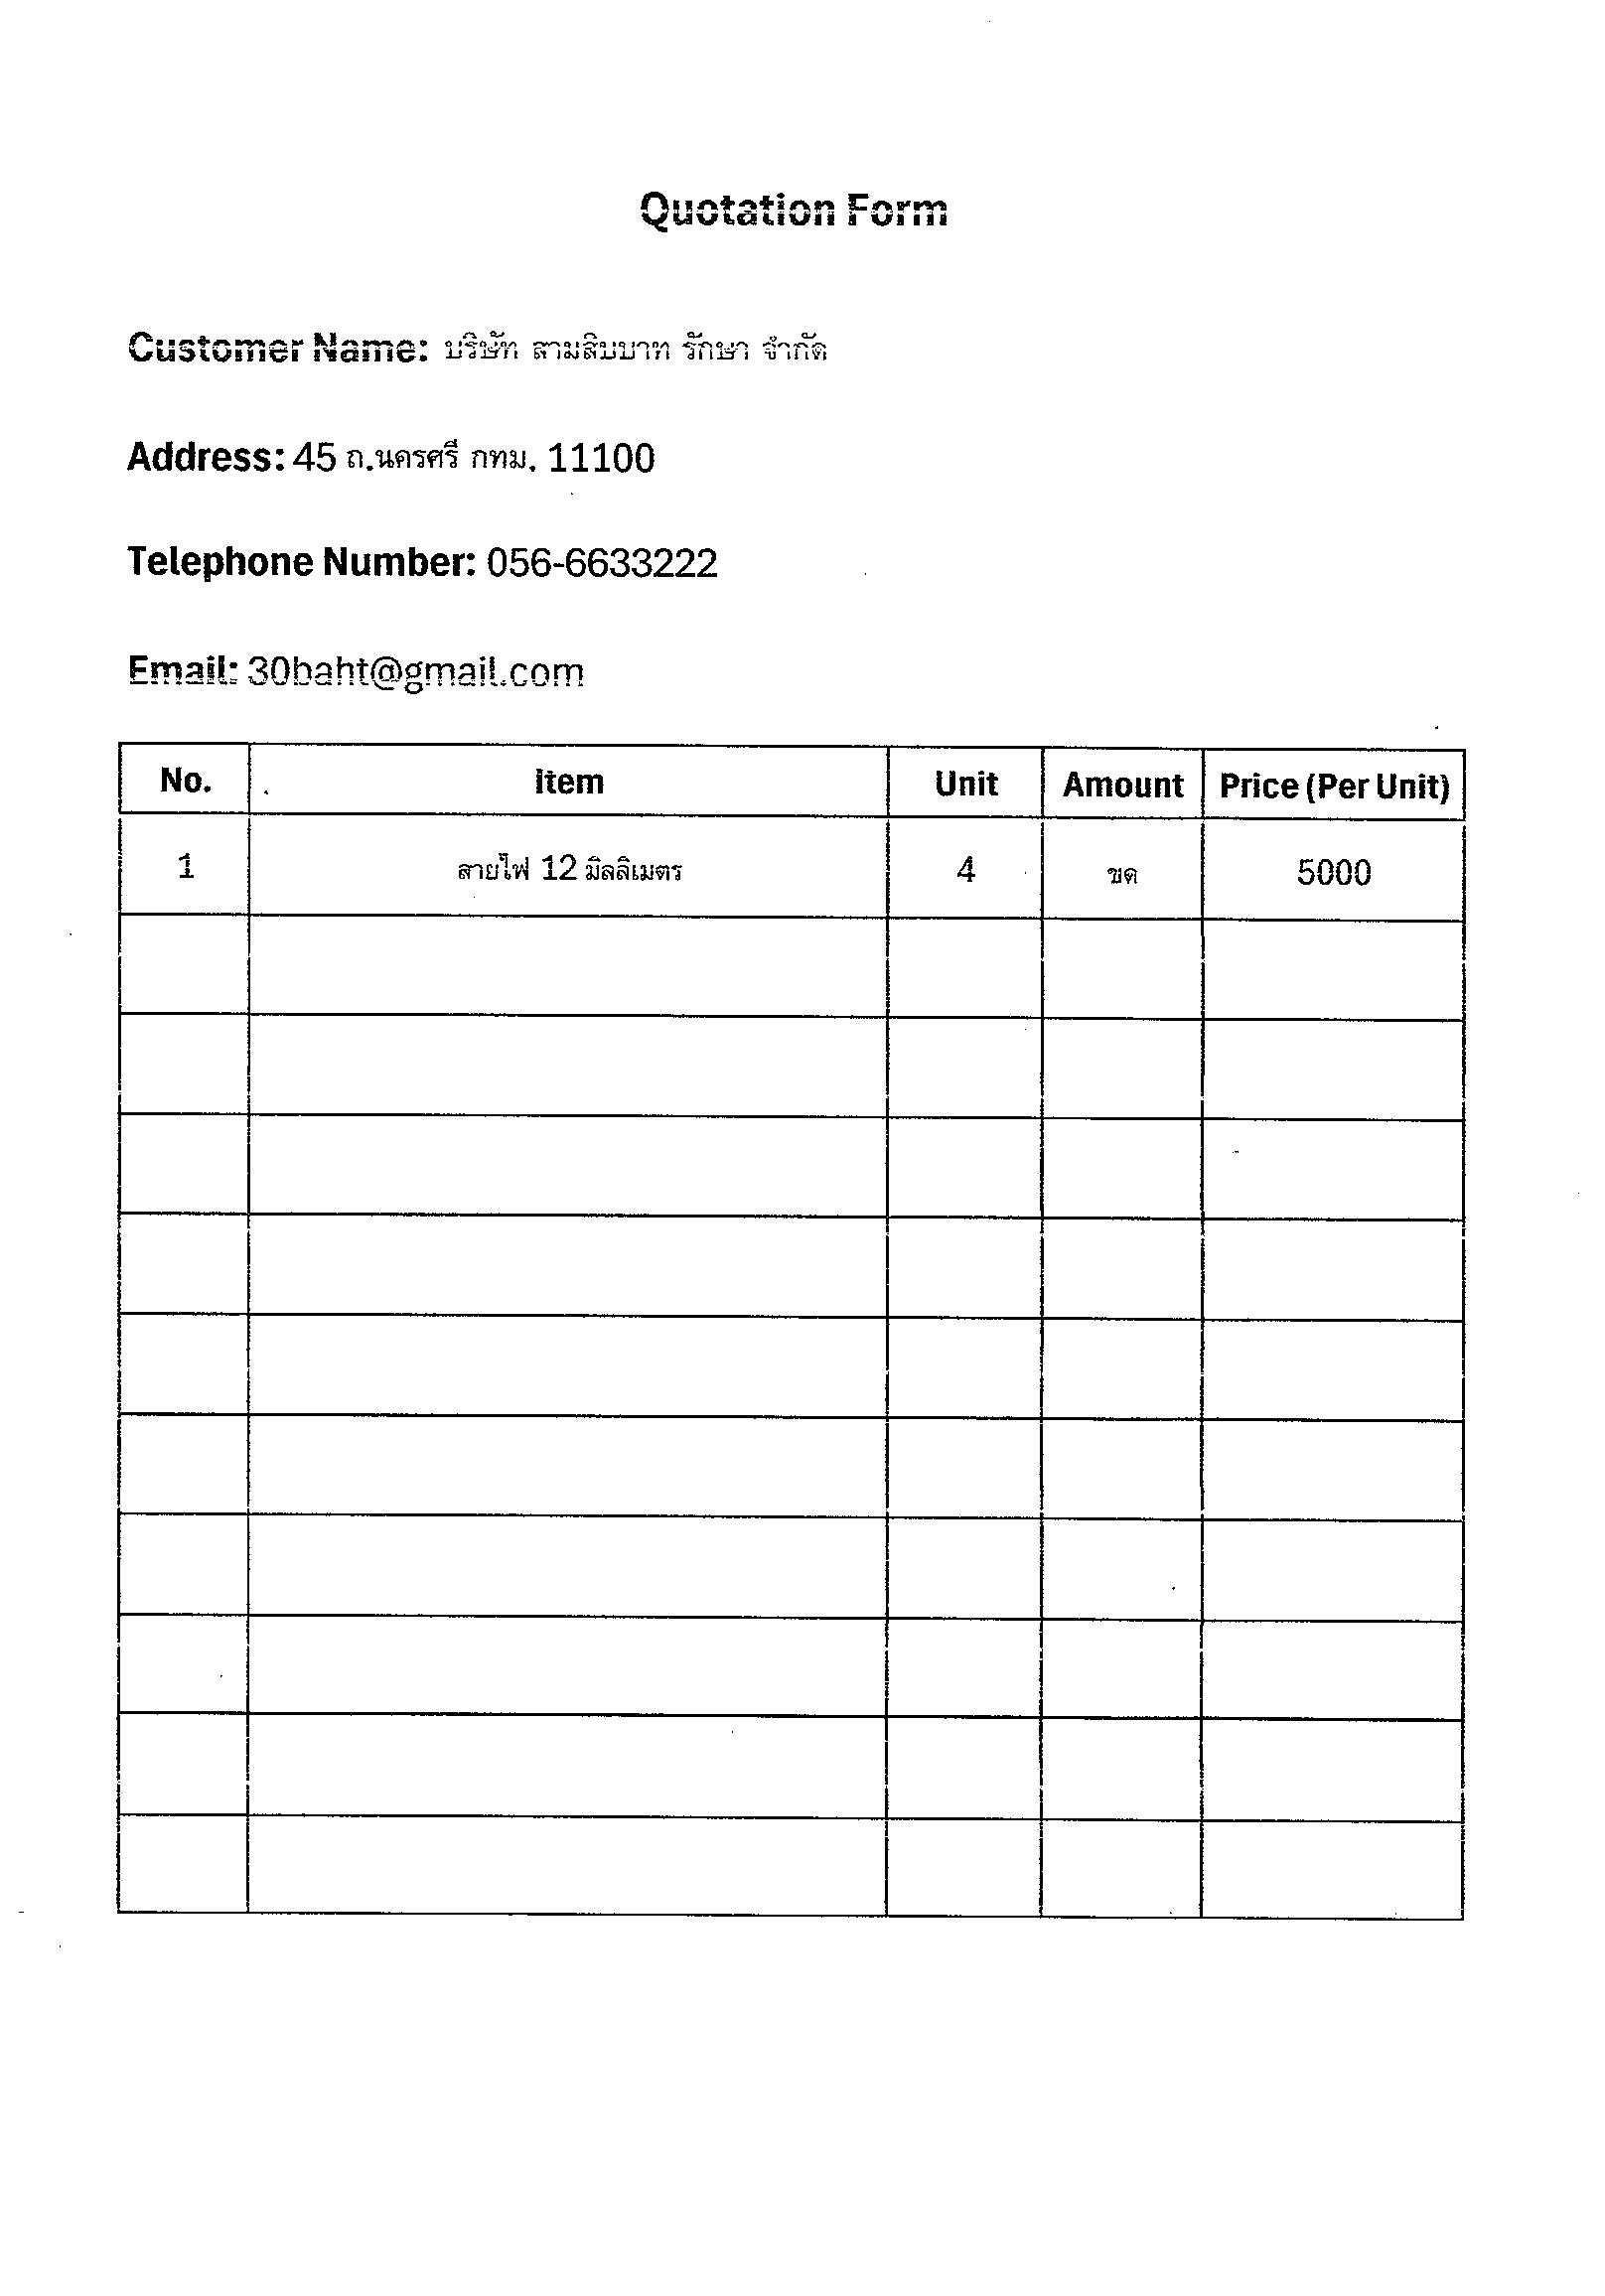 Quotation Form
Customer Name: บริษัท สามสิบบาท รักษา จำกัด
Address: 45 ถ.นครศรี กทม. 11100
Telephone Number: 056-6633222
Email: 30baht@gmail.com
No. Item Unit Amount Price (Per Unit)
1 สายไฟ 12 มิลลิเมตร 4 ขด 5000